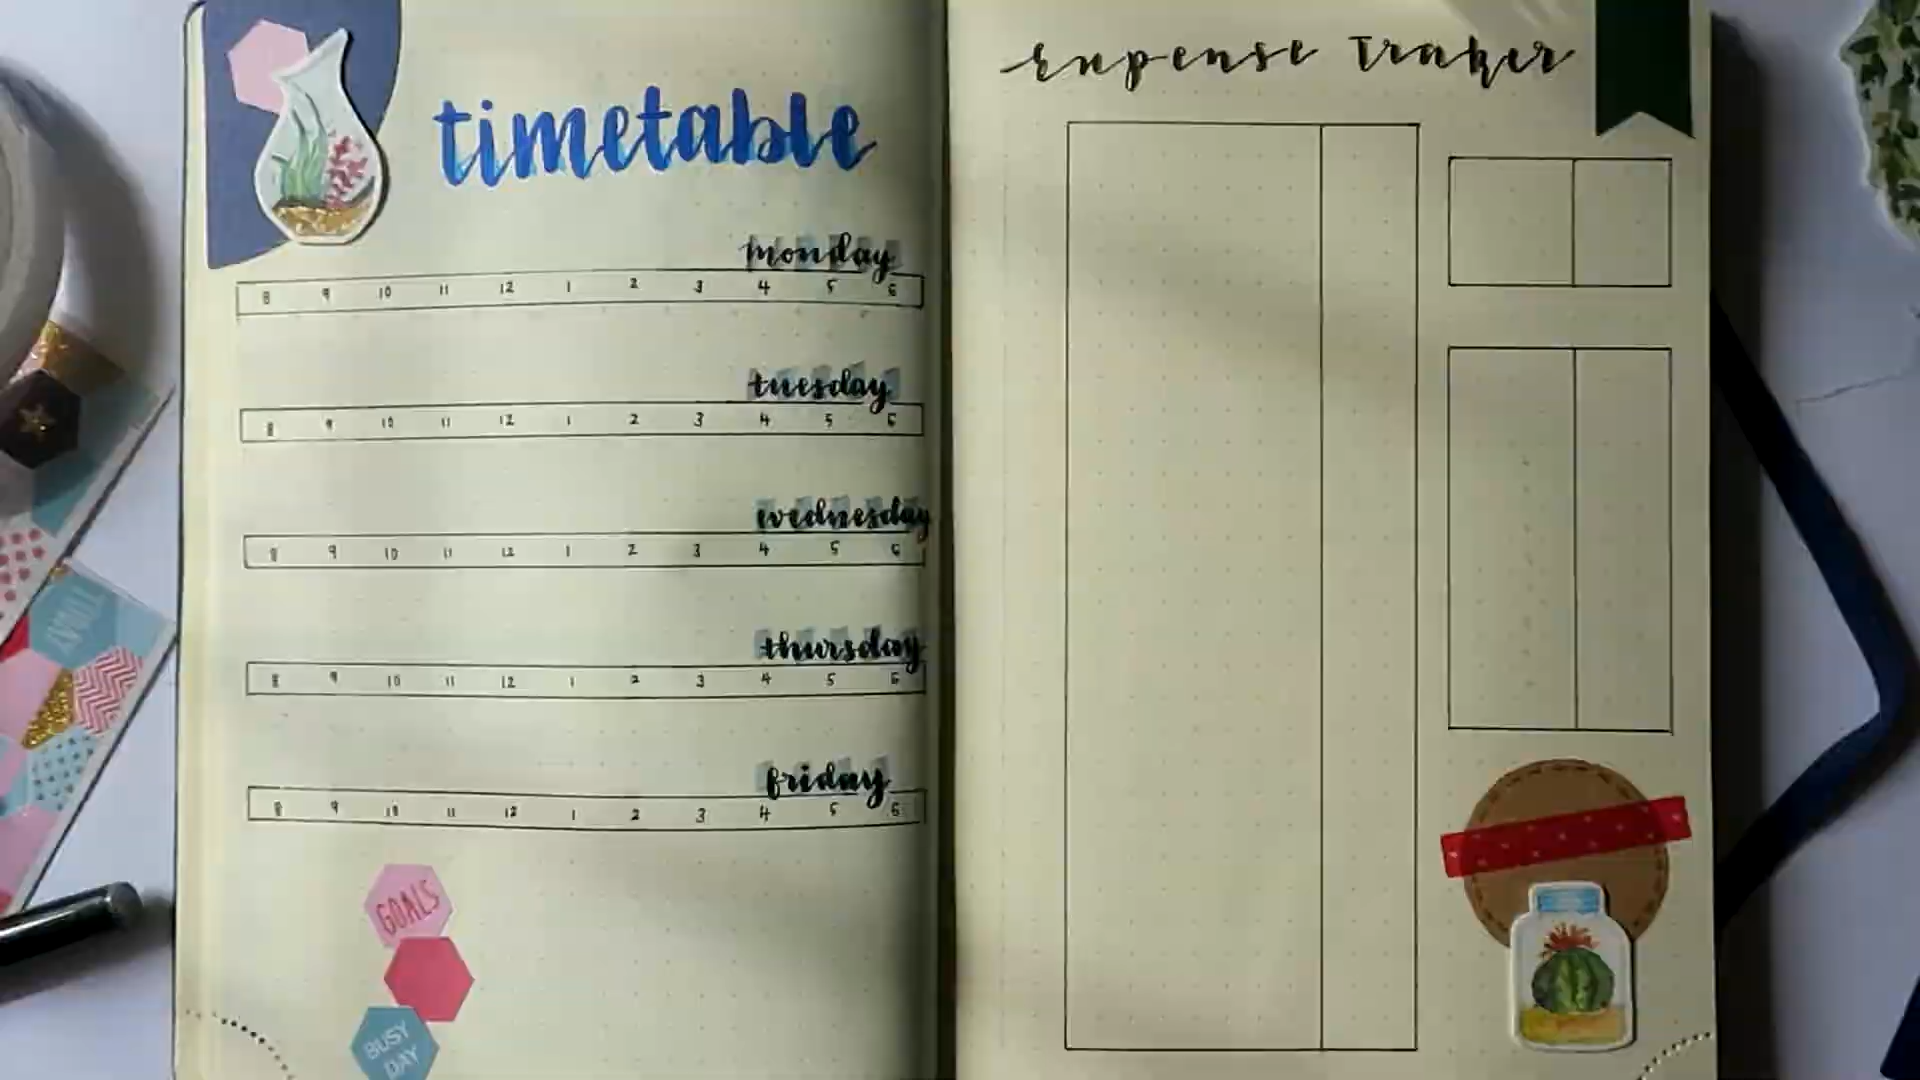 timetable
monday
8 9 10 11 12 1 2 3 4 5 6
tuesday
8 9 10 11 12 1 2 3 4 5 6
wednesday
8 9 10 11 12 1 2 3 4 5 6
thursday
8 9 10 11 12 1 2 3 4 5 6
friday
8 9 10 11 12 1 2 3 4 5 6
GOALS
BUSY
DAY
Expense Traker
TODAY